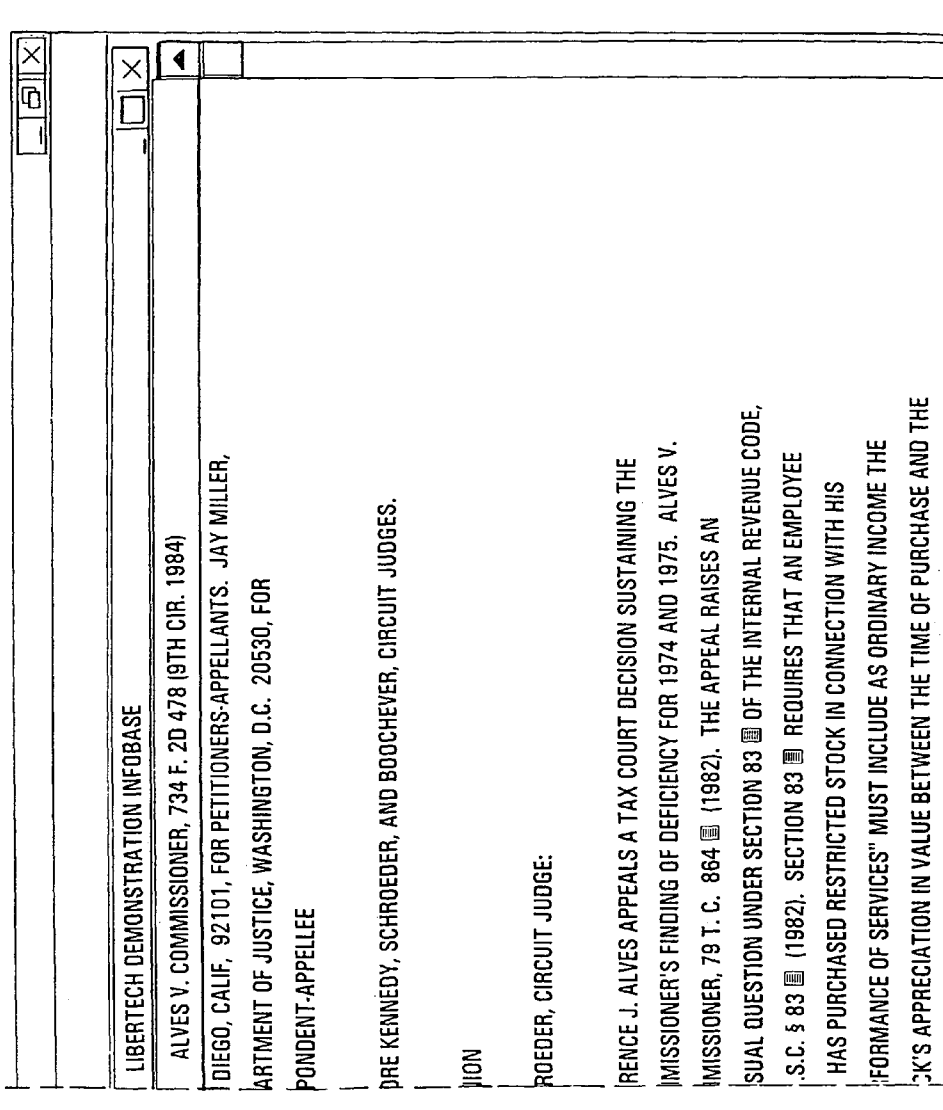 LIBERTECH DEMONSTRATION INFOBASE
ALVES V. COMMISSIONER, 734 F. 2D 478 (9TH CIR. 1984)
DIEGO, CALIF, 92101, FOR PETITIONERS-APPELLANTS. JAY MILLER,
ARTMENT OF JUSTICE, WASHINGTON, D.C. 20530, FOR
PONDENT-APPELLEE
ORE KENNEDY, SCHROEDER, AND BOOCHEVER, CIRCUIT JUDGES.
ION
ROEDER, CIRCUIT JUDGE:
RENCE J. ALVES APPEALS A TAX COURT DECISION SUSTAINING THE
MISSIONER'S FINDING OF DEFICIENCY FOR 1974 AND 1975. ALVES V.
MMISSIONER, 79 T. C. 864 (1982). THE APPEAL RAISES AN
SUAL QUESTION UNDER SECTION 83 OF THE INTERNAL REVENUE CODE,
.S.C. § 83 (1982). SECTION 83 REQUIRES THAT AN EMPLOYEE
HAS PURCHASED RESTRICTED STOCK IN CONNECTION WITH HIS
FORMANCE OF SERVICES" MUST INCLUDE AS ORDINARY INCOME THE
CK'S APPRECIATION IN VALUE BETWEEN THE TIME OF PURCHASE AND THE